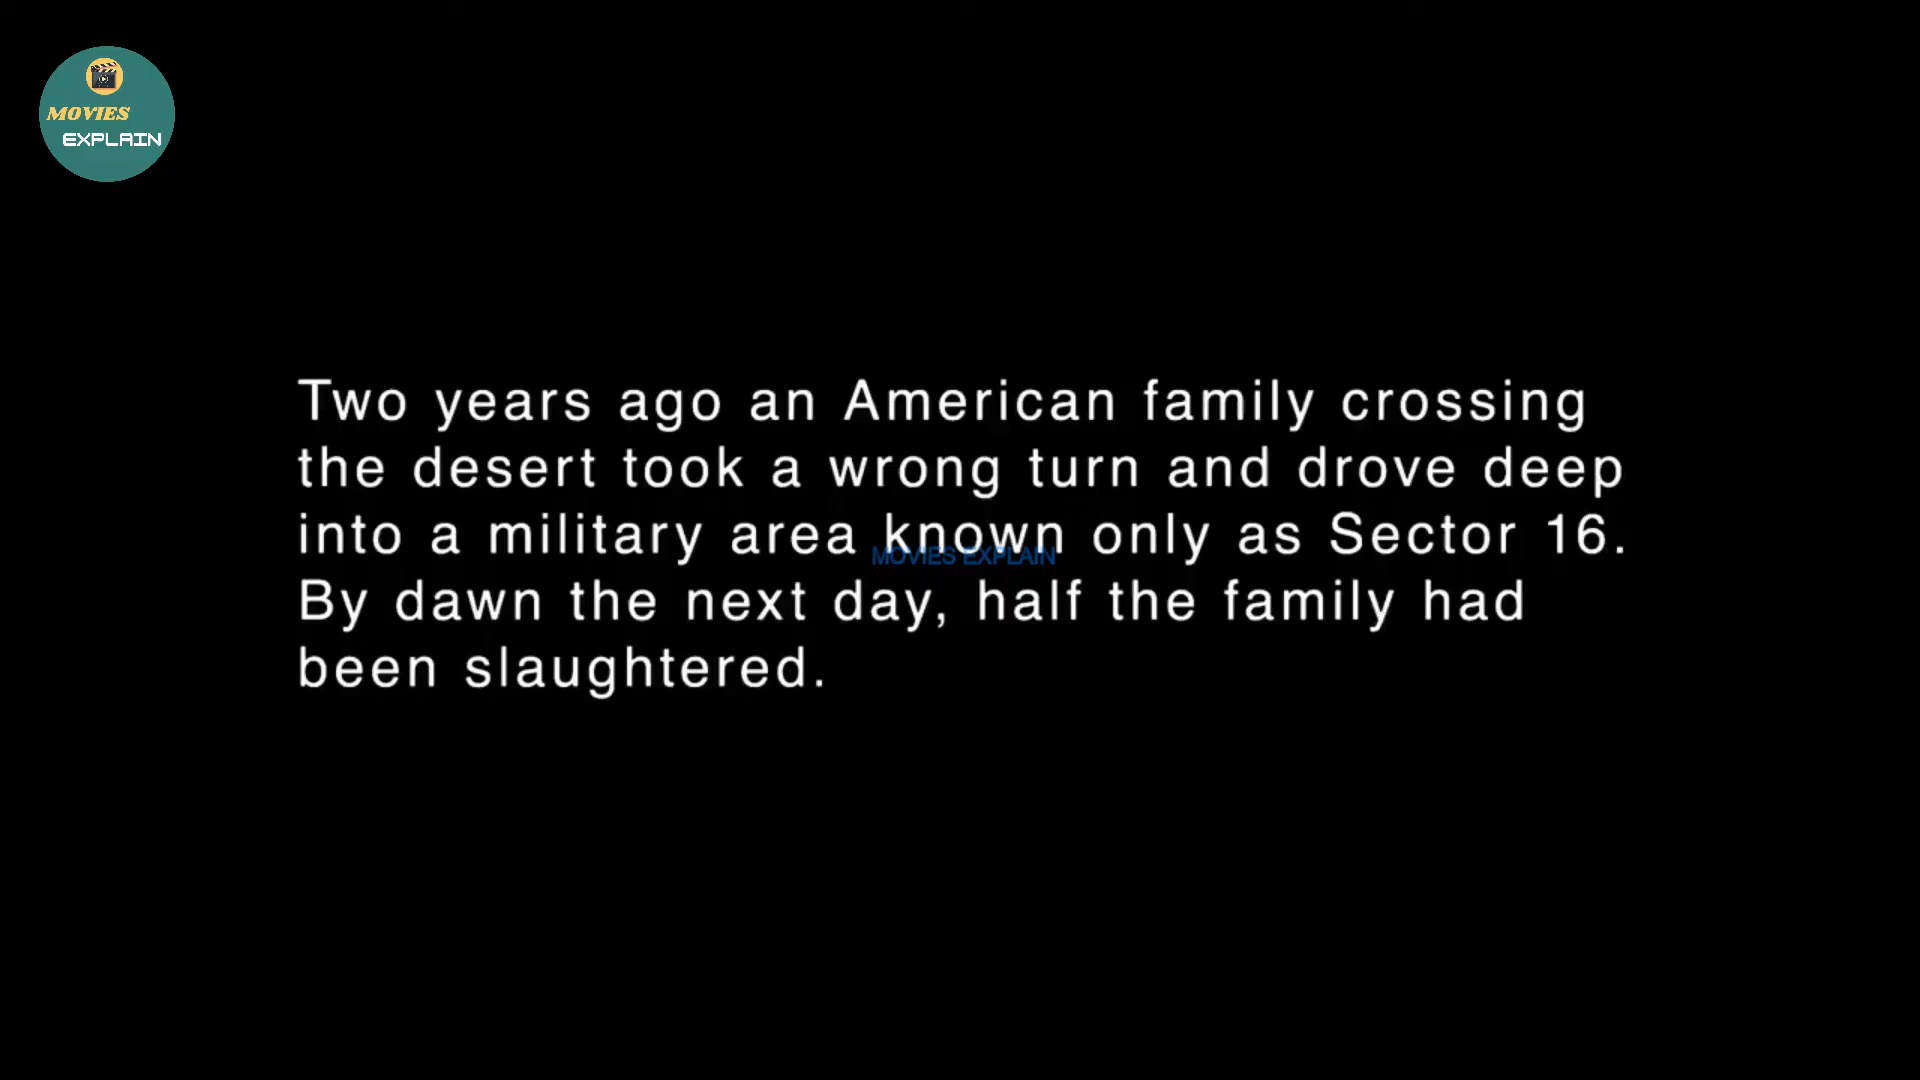 MOVIES
EXPLAIN
Two years ago an American family crossing
the desert took a wrong turn and drove deep
into a military area known only as Sector 16.
MOVIES EXPLAIN
By dawn the next day, half the family had
been slaughtered.